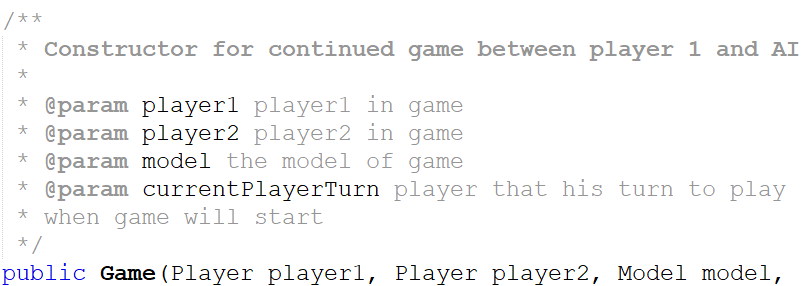 /**
* Constructor for continued game between player 1 and AI
*
* @param player1 player1 in game
* @param player2 player2 in game
* @param model the model of game
* @param currentPlayerTurn player that his turn to play
* when game will start
*/
public Game(Player player1, Player player2, Model model,